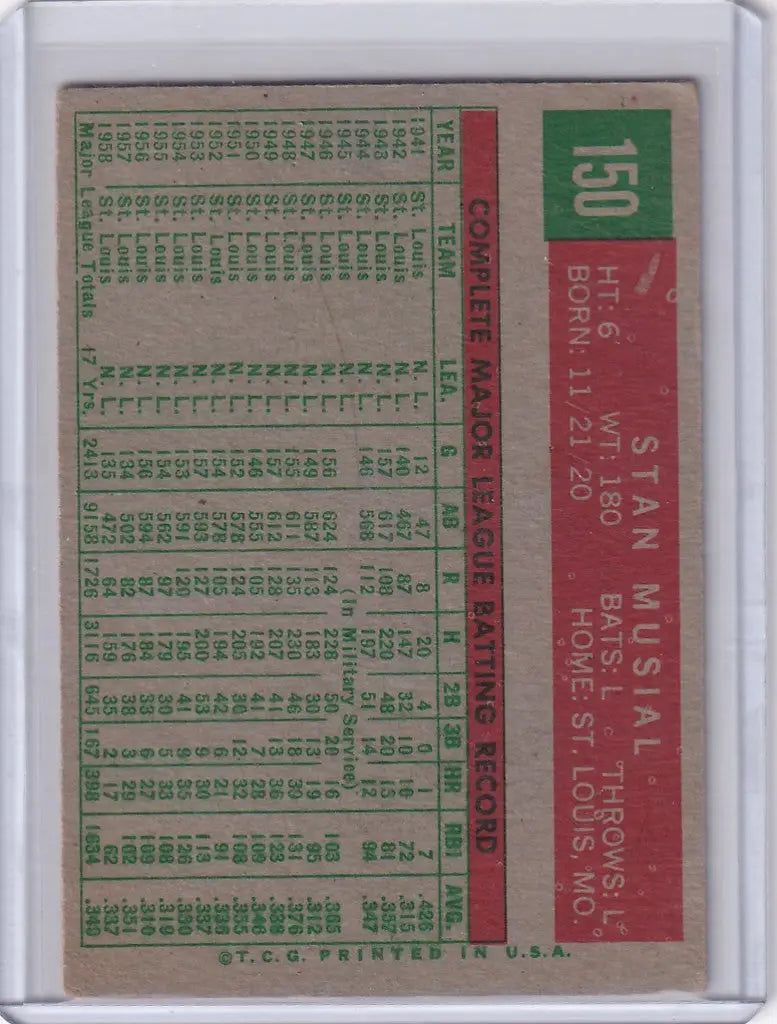 150
STAN MUSIAL
HT: 6' WT: 180 BATS: L THROWS: L
BORN: 11/21/20 HOME: ST. LOUIS, MO.
COMPLETE MAJOR LEAGUE BATTING RECORD
YEAR TEAM LEA. G AB R H 2B 3B HR RBI AVG.
1941 St. Louis N. L. 12 47 8 20 4 0 1 7 .426
1942 St. Louis N. L. 140 467 87 147 32 10 10 72 .315
1943 St. Louis N. L. 157 617 108 220 48 20 13 81 .357
1944 St. Louis N. L. 146 568 112 197 51 14 12 94 .347
1945 St. Louis (In Military Service)
1946 St. Louis N. L. 156 624 124 228 50 20 16 103 .365
1947 St. Louis N. L. 149 587 113 183 30 13 19 95 .312
1948 St. Louis N. L. 155 611 135 230 46 18 39 131 .376
1949 St. Louis N. L. 157 612 128 207 41 13 36 123 .338
1950 St. Louis N. L. 146 555 105 192 41 7 28 109 .346
1951 St. Louis N. L. 152 578 124 205 30 12 32 108 .355
1952 St. Louis N. L. 154 578 105 194 42 6 21 91 .336
1953 St. Louis N. L. 157 593 127 200 53 9 30 113 .337
1954 St. Louis N. L. 153 591 120 195 41 9 35 126 .330
1955 St. Louis N. L. 154 562 97 179 30 5 33 108 .319
1956 St. Louis N. L. 156 594 87 184 33 6 27 109 .310
1957 St. Louis N. L. 134 502 82 176 38 3 29 102 .351
1958 St. Louis N. L. 135 472 64 159 35 2 17 62 .337
Major League Totals 17 Yrs. 2413 9158 1726 3116 645 167 398 1634 .340
©T.C.G. PRINTED IN U.S.A.